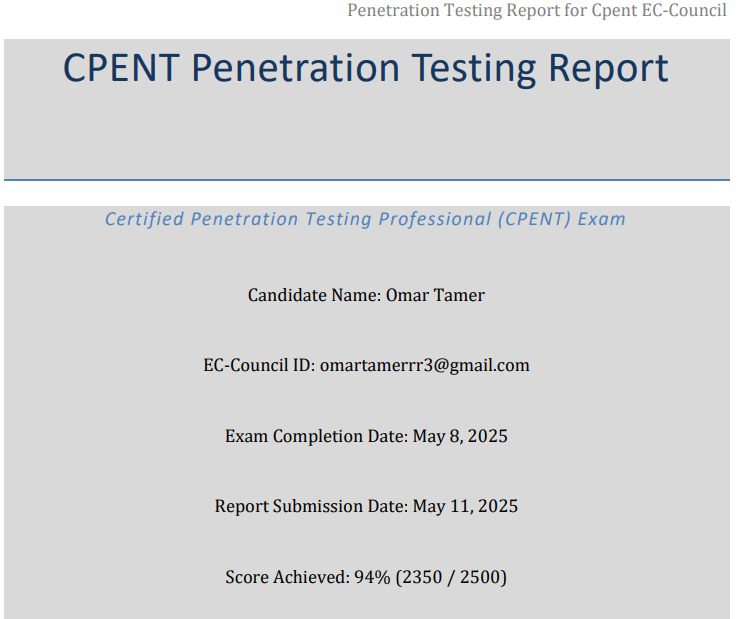 Penetration Testing Report for Cpent EC-Council
CPENT Penetration Testing Report
Certified Penetration Testing Professional (CPENT) Exam
Candidate Name: Omar Tamer
EC-Council ID: omartamerrr3@gmail.com
Exam Completion Date: May 8, 2025
Report Submission Date: May 11, 2025
Score Achieved: 94% (2350 / 2500)